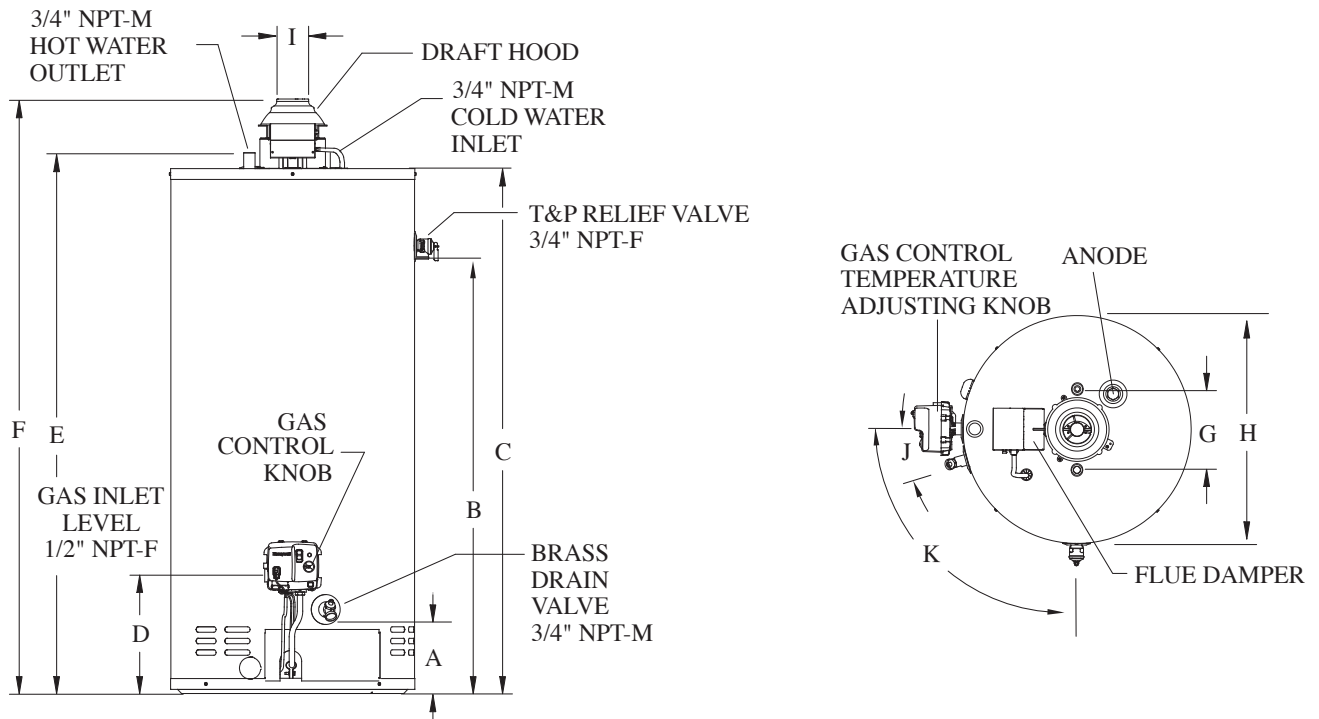 3/4" NPT-M
HOT WATER
OUTLET
I
DRAFT HOOD
3/4" NPT-M
COLD WATER
INLET
T&P RELIEF VALVE
3/4" NPT-F
F
E
C
B
GAS
CONTROL
KNOB
GAS INLET
LEVEL
1/2" NPT-F
D
A
BRASS
DRAIN
VALVE
3/4" NPT-M
GAS CONTROL
TEMPERATURE
ADJUSTING KNOB
ANODE
J
G
H
K
FLUE DAMPER